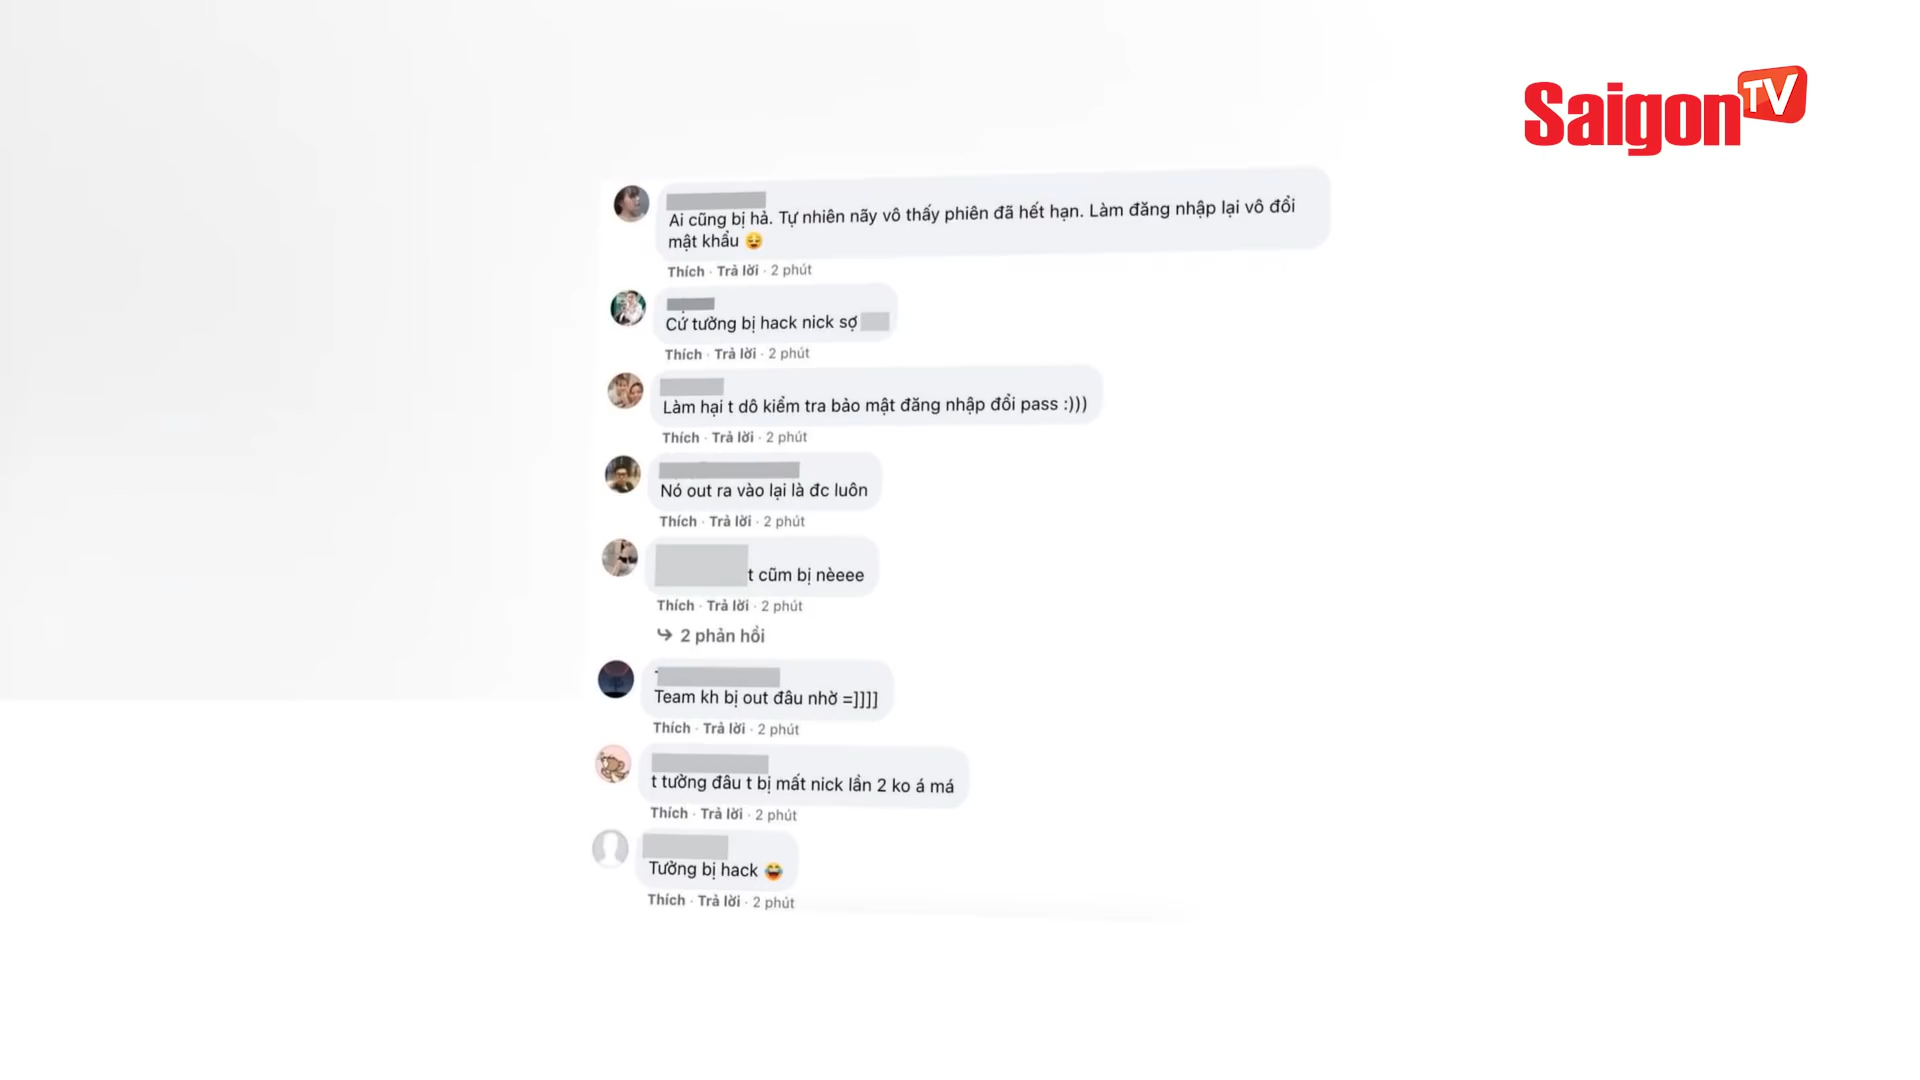 Saigon TV
Ai cũng bị hả. Tự nhiên nãy vô thấy phiên đã hết hạn. Làm đăng nhập lại vô đổi
mật khẩu 😔
Thích · Trả lời · 2 phút
Cứ tưởng bị hack nick sợ
Thích · Trả lời · 2 phút
Làm hại t dô kiểm tra bảo mật đăng nhập đổi pass :)))
Thích · Trả lời · 2 phút
Nó out ra vào lại là đc luôn
Thích · Trả lời · 2 phút
t cũm bị nèeee
Thích · Trả lời · 2 phút
2 phản hồi
Team kh bị out đâu nhờ =]]]]
Thích · Trả lời · 2 phút
t tường đâu t bị mất nick lần 2 ko á má
Thích · Trả lời · 2 phút
Tường bị hack 😂
Thích · Trả lời · 2 phút